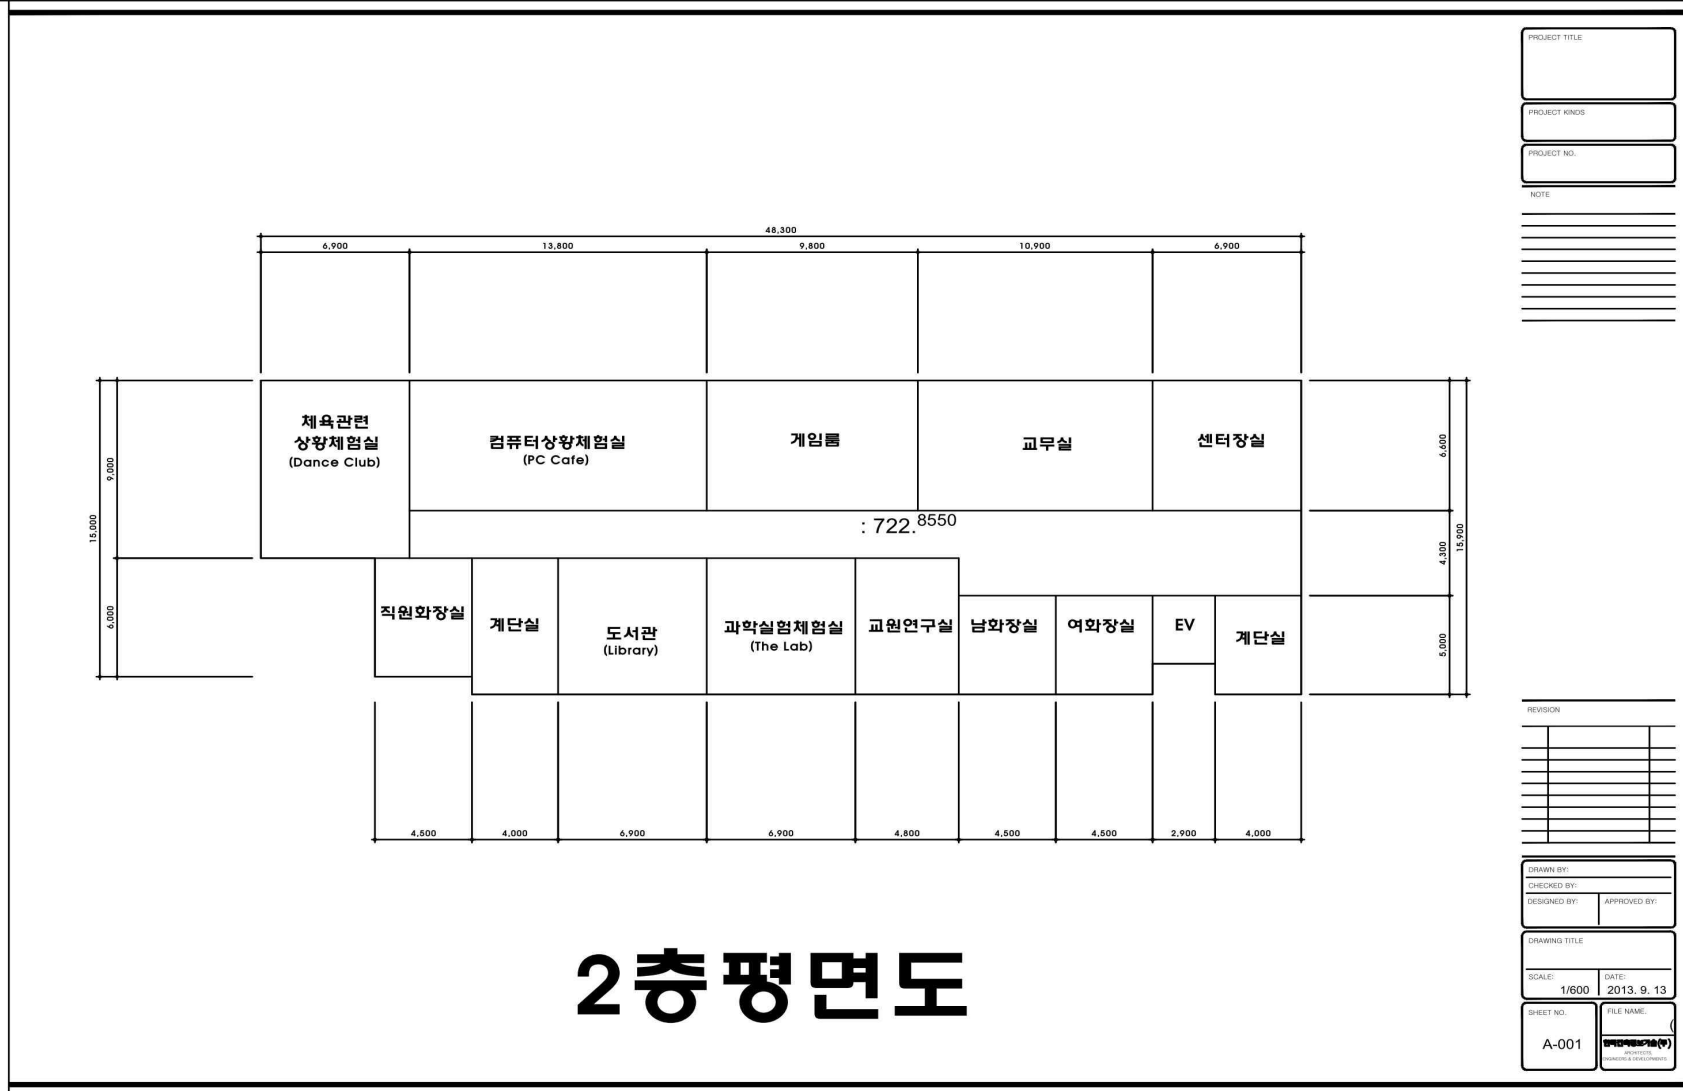 PROJECT TITLE
PROJECT KINDS
PROJECT NO.
NOTE
48,300
6,900
13,800
9,800
10,900
6,900
체육관련
상황체험실
(Dance Club)
컴퓨터상황체험실
(PC Cafe)
게임룸
교무실
센터장실
9,000
15,000
6,000
6,600
4,300
15,900
5,000
: 722.8550
직원화장실
계단실
도서관
(Library)
과학실험체험실
(The Lab)
교원연구실
남화장실
여화장실
EV
계단실
4,500
4,000
6,900
6,900
4,800
4,500
4,500
2,900
4,000
2층평면도
REVISION
DRAWN BY:
CHECKED BY:
DESIGNED BY:
APPROVED BY:
DRAWING TITLE
SCALE:
1/600
DATE:
2013. 9. 13
SHEET NO.
A-001
FILE NAME.
(
ARCHITECTS,
ENGINEERS & DEVELOPMENTS